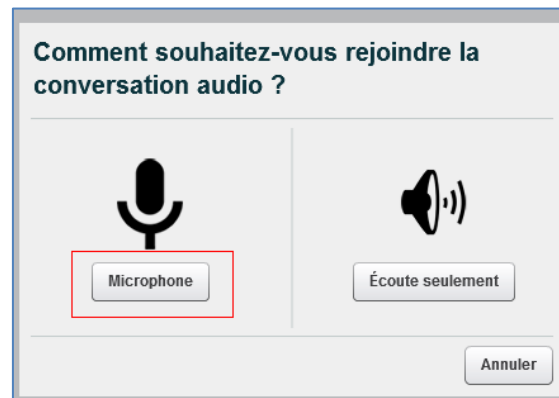 Comment souhaitez-vous rejoindre la
conversation audio ?
Microphone
Écoute seulement
Annuler